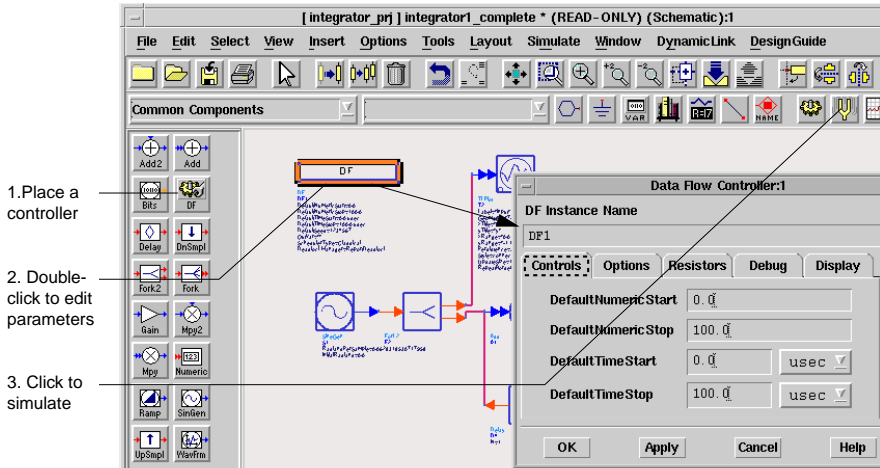 [ integrator_prj ] integrator1_complete * (READ-ONLY) (Schematic):1
File Edit Select View Insert Options Tools Layout Simulate Window DynamicLink DesignGuide
VAR
R=?
NAME
Common Components
Add2 Add
Bits DF
Delay DnSmpl
Fork2 Fork
Gain Mpy2
Mpy Numeric
Ramp SinGen
UpSmpl WavFrm
1.Place a
controller
2. Double-
click to edit
parameters
3. Click to
simulate
DF
Data Flow Controller:1
DF Instance Name
DF1
Controls Options Resistors Debug Display
DefaultNumericStart 0.0
DefaultNumericStop 100.0
DefaultTimeStart 0.0 usec
DefaultTimeStop 100.0 usec
OK Apply Cancel Help